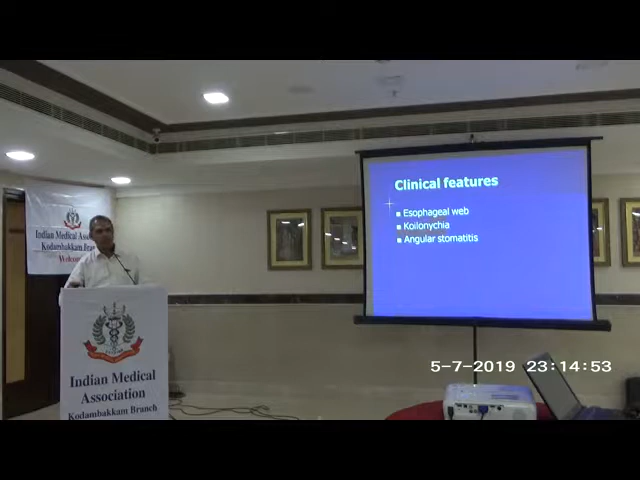 Clinical features
Esophageal web
Koilonychia
Angular stomatitis
Indian Medical
Kodambakkam Branch
Indian Medical
Association
Kodambakkam Branch
5-7-2019 23:14:53